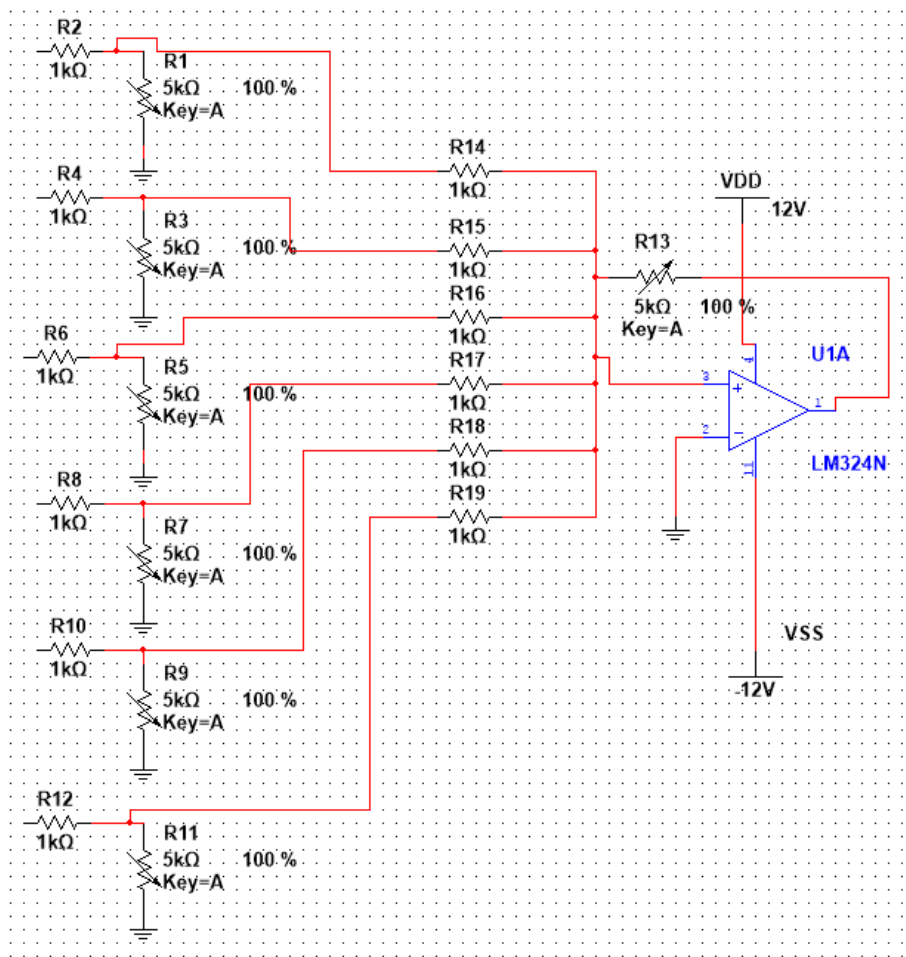 R2
1kΩ
R1
5kΩ 100 %
Key=A
R4
1kΩ
R3
5kΩ 100 %
Key=A
R6
1kΩ
R5
5kΩ 100 %
Key=A
R8
1kΩ
R7
5kΩ 100 %
Key=A
R10
1kΩ
R9
5kΩ 100 %
Key=A
R12
1kΩ
R11
5kΩ 100 %
Key=A
R14
1kΩ
R15
1kΩ
R16
1kΩ
R17
1kΩ
R18
1kΩ
R19
1kΩ
R13
5kΩ 100 %
Key=A
VDD
12V
U1A
4
3
+
1
2
−
11
LM324N
VSS
-12V